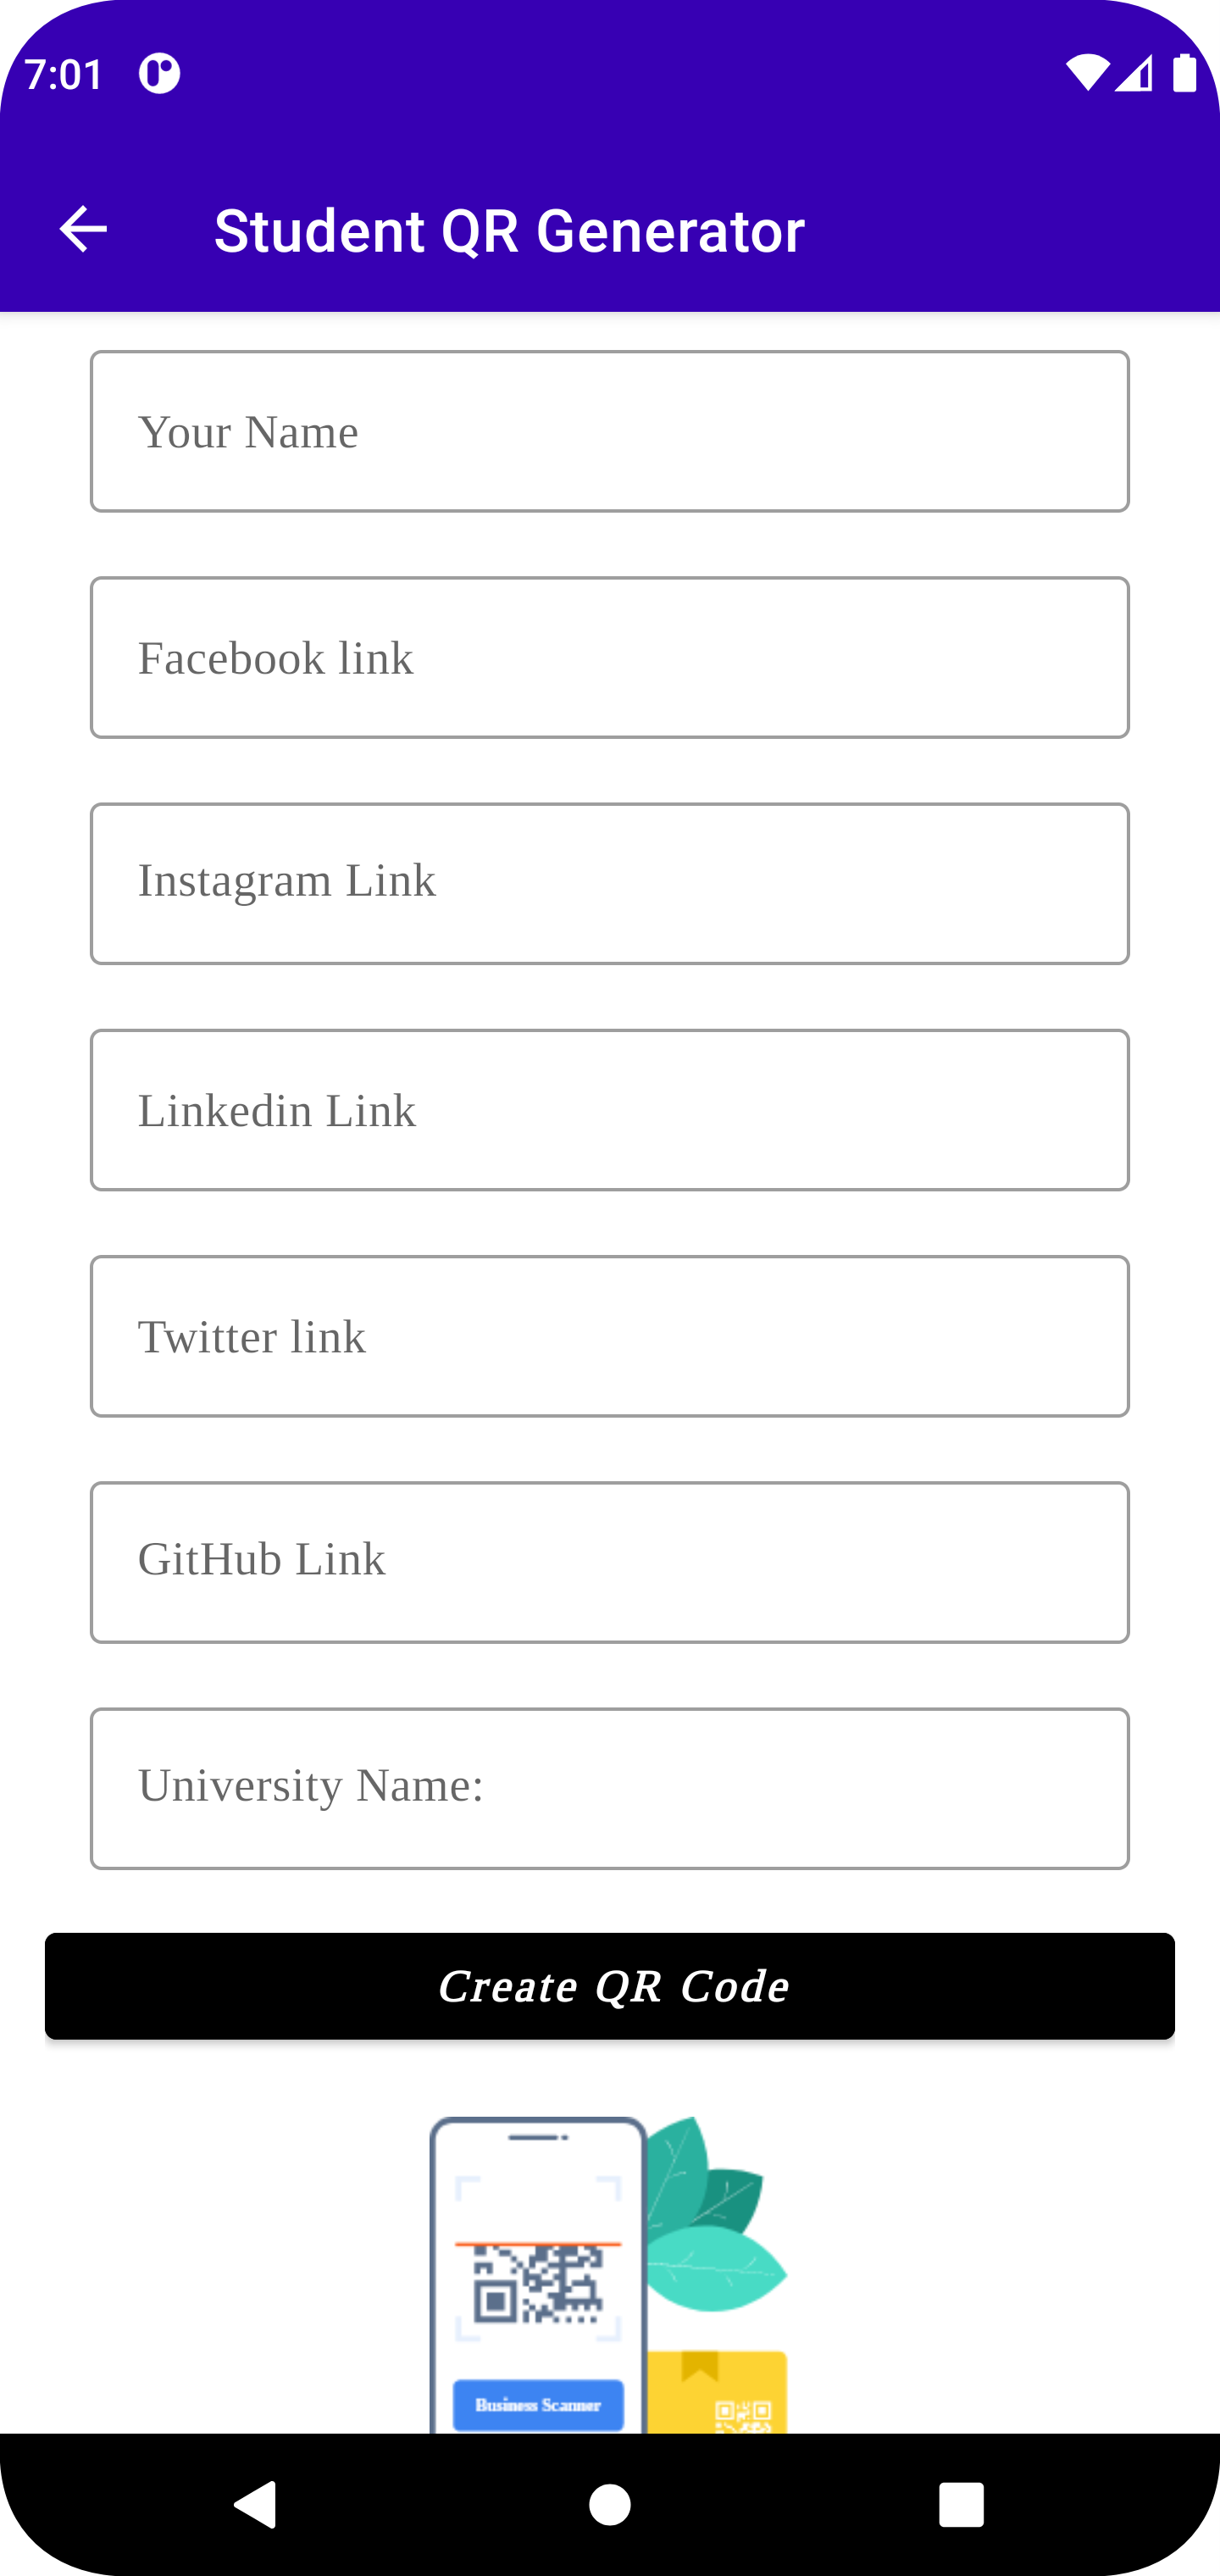 7:01
Student QR Generator
Your Name
Facebook link
Instagram Link
Linkedin Link
Twitter link
GitHub Link
University Name:
Create QR Code
Business Scanner